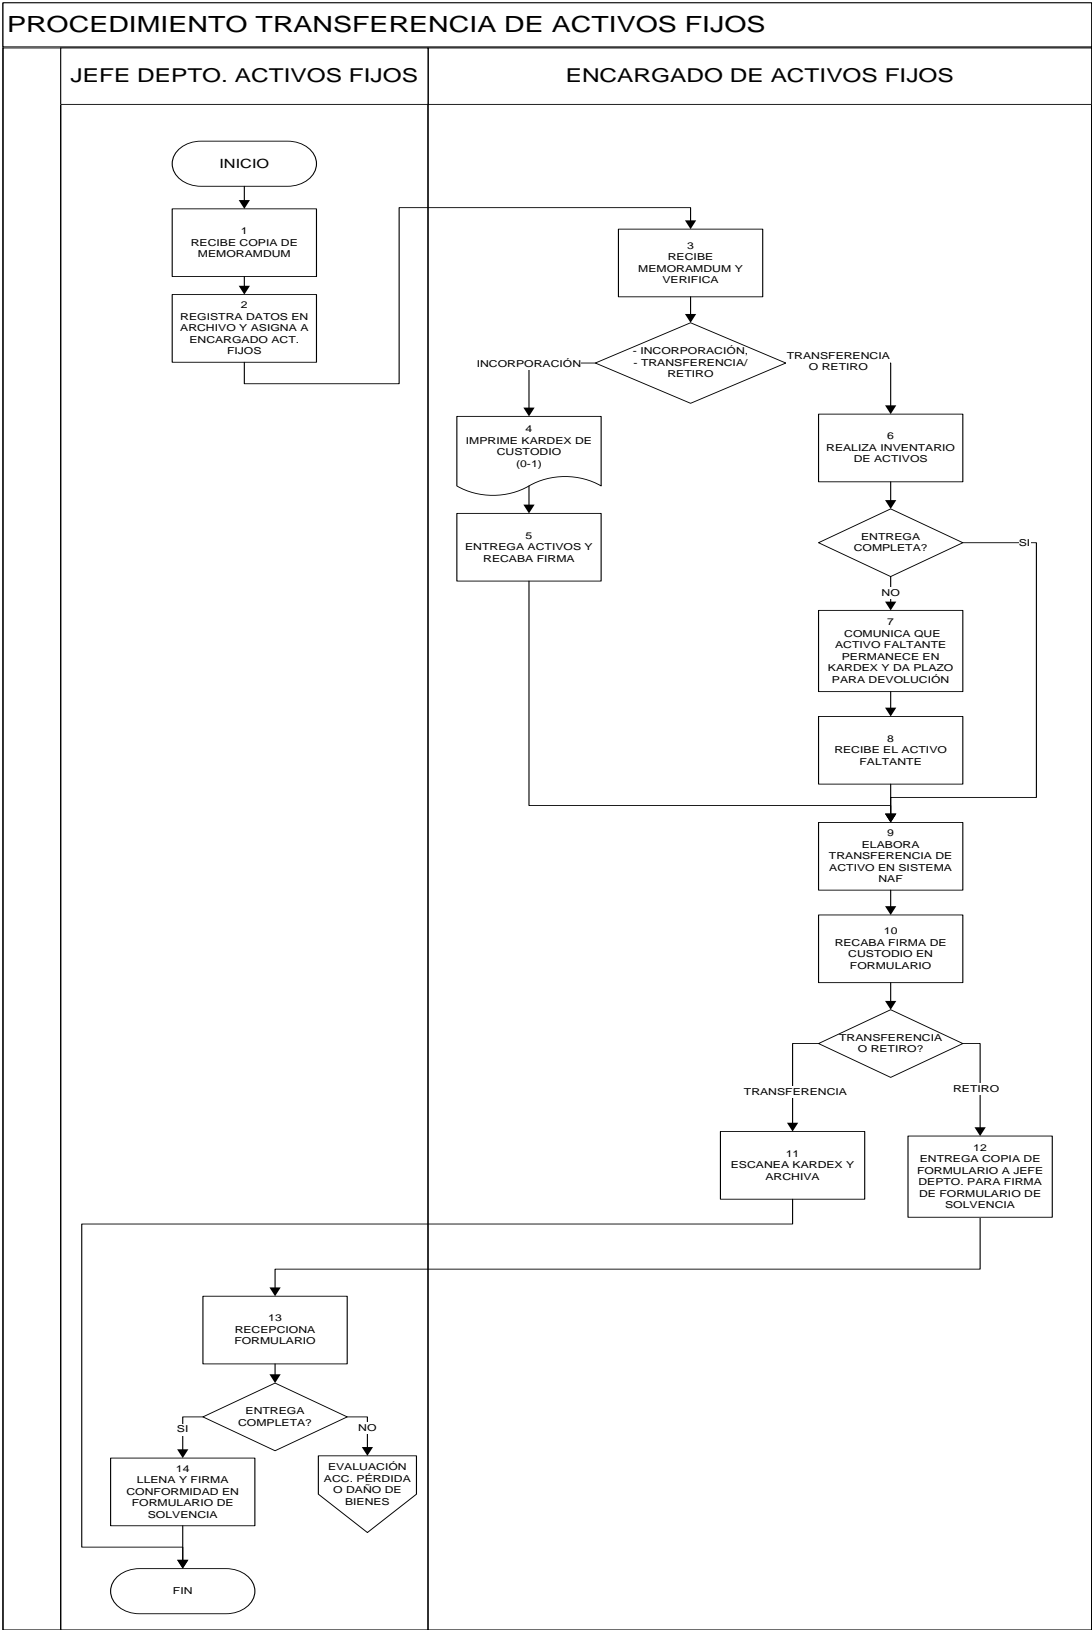 PROCEDIMIENTO TRANSFERENCIA DE ACTIVOS FIJOS
JEFE DEPTO. ACTIVOS FIJOS
ENCARGADO DE ACTIVOS FIJOS
INICIO
1
RECIBE COPIA DE
MEMORAMDUM
2
REGISTRA DATOS EN
ARCHIVO Y ASIGNA A
ENCARGADO ACT.
FIJOS
3
RECIBE
MEMORAMDUM Y
VERIFICA
- INCORPORACIÓN,
- TRANSFERENCIA/
RETIRO
INCORPORACIÓN
TRANSFERENCIA
O RETIRO
4
IMPRIME KARDEX DE
CUSTODIO
(0-1)
5
ENTREGA ACTIVOS Y
RECABA FIRMA
6
REALIZA INVENTARIO
DE ACTIVOS
ENTREGA
COMPLETA?
SI
NO
7
COMUNICA QUE
ACTIVO FALTANTE
PERMANECE EN
KARDEX Y DA PLAZO
PARA DEVOLUCIÓN
8
RECIBE EL ACTIVO
FALTANTE
9
ELABORA
TRANSFERENCIA DE
ACTIVO EN SISTEMA
NAF
10
RECABA FIRMA DE
CUSTODIO EN
FORMULARIO
TRANSFERENCIA
O RETIRO?
TRANSFERENCIA
RETIRO
11
ESCANEA KARDEX Y
ARCHIVA
12
ENTREGA COPIA DE
FORMULARIO A JEFE
DEPTO. PARA FIRMA
DE FORMULARIO DE
SOLVENCIA
13
RECEPCIONA
FORMULARIO
ENTREGA
COMPLETA?
SI
NO
14
LLENA Y FIRMA
CONFORMIDAD EN
FORMULARIO DE
SOLVENCIA
EVALUACIÓN
ACC. PÉRDIDA
O DAÑO DE
BIENES
FIN